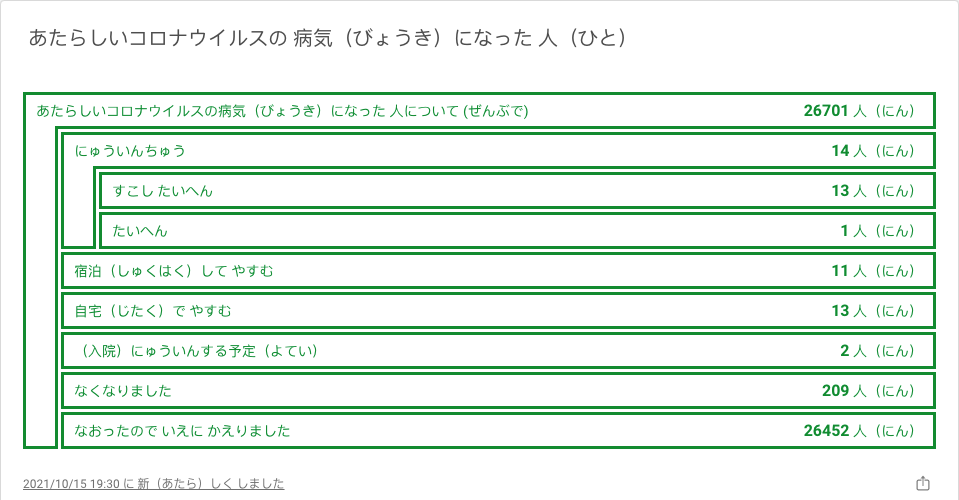 あたらしいコロナウイルスの 病気（びょうき）になった 人（ひと）
あたらしいコロナウイルスの病気（びょうき）になった 人について (ぜんぶで) 26701 人（にん）
にゅういんちゅう 14 人（にん）
すこし たいへん 13 人（にん）
たいへん 1 人（にん）
宿泊（しゅくはく）して やすむ 11 人（にん）
自宅（じたく）で やすむ 13 人（にん）
（入院）にゅういんする予定（よてい） 2 人（にん）
なくなりました 209 人（にん）
なおったので いえに かえりました 26452 人（にん）
2021/10/15 19:30 に 新（あたら）しく しました